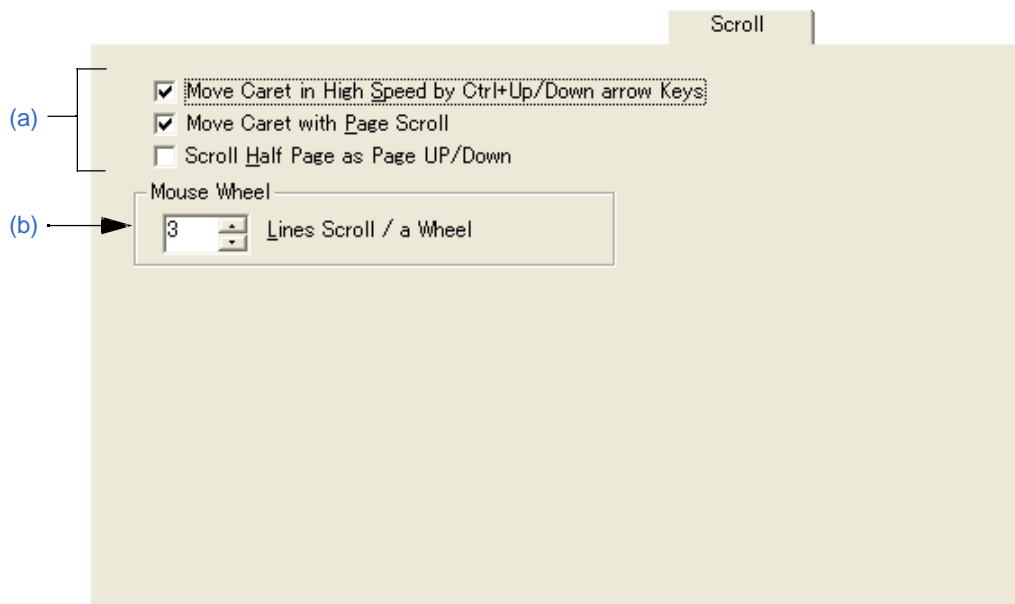 Scroll
(a)
Move Caret in High Speed by Ctrl+Up/Down arrow Keys
Move Caret with Page Scroll
Scroll Half Page as Page UP/Down
Mouse Wheel
(b)
3 Lines Scroll / a Wheel